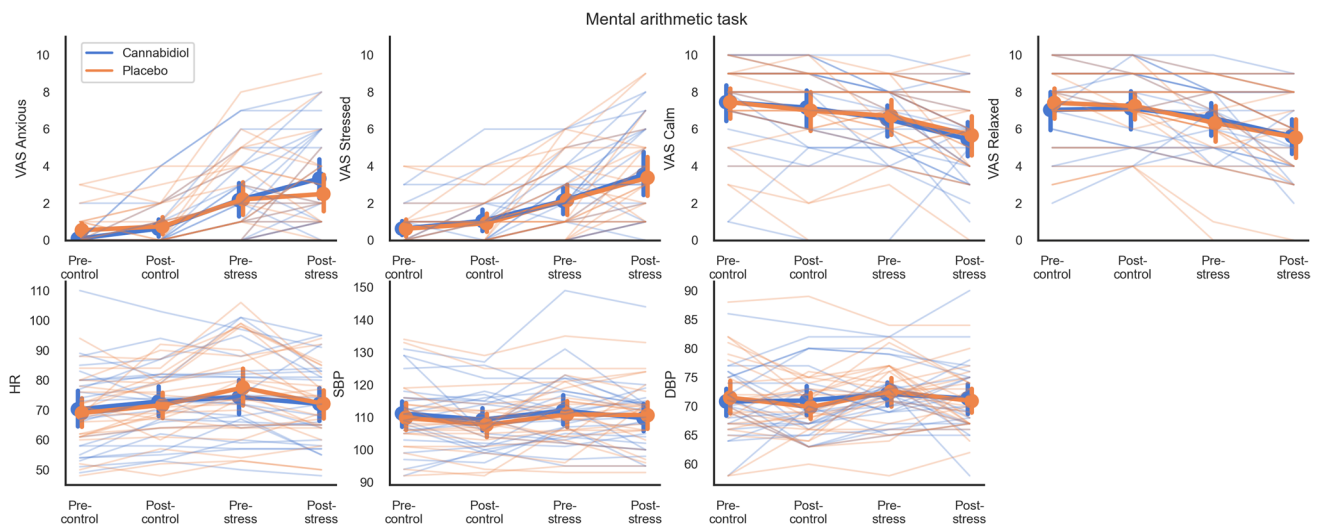 Mental arithmetic task
Cannabidiol
Placebo
VAS Anxious
10
8
6
4
2
0
Pre-
control
Post-
control
Pre-
stress
Post-
stress
VAS Stressed
10
8
6
4
2
0
Pre-
control
Post-
control
Pre-
stress
Post-
stress
VAS Calm
10
8
6
4
2
0
Pre-
control
Post-
control
Pre-
stress
Post-
stress
VAS Relaxed
10
8
6
4
2
0
Pre-
control
Post-
control
Pre-
stress
Post-
stress
HR
110
100
90
80
70
60
50
Pre-
control
Post-
control
Pre-
stress
Post-
stress
SBP
150
140
130
120
110
100
90
Pre-
control
Post-
control
Pre-
stress
Post-
stress
DBP
90
85
80
75
70
65
60
Pre-
control
Post-
control
Pre-
stress
Post-
stress